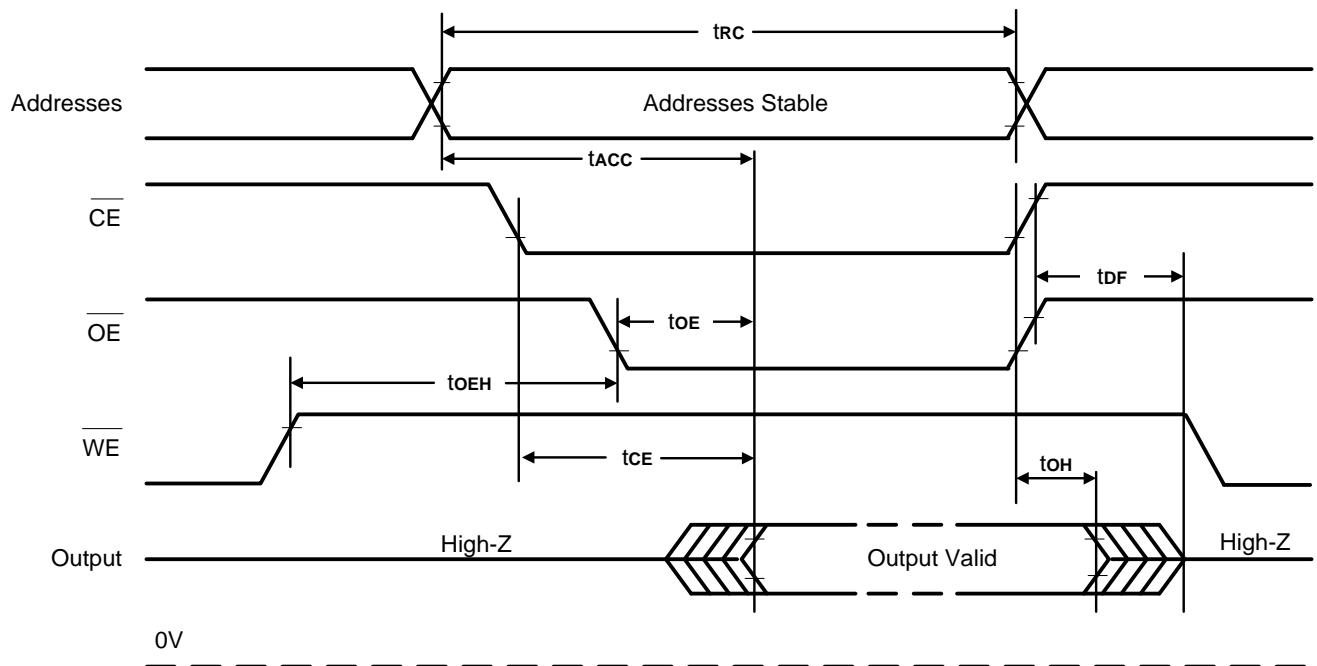 tRC
Addresses
Addresses Stable
tACC
CE
tDF
OE
tOE
tOEH
WE
tCE
tOH
Output
High-Z
Output Valid
High-Z
0V